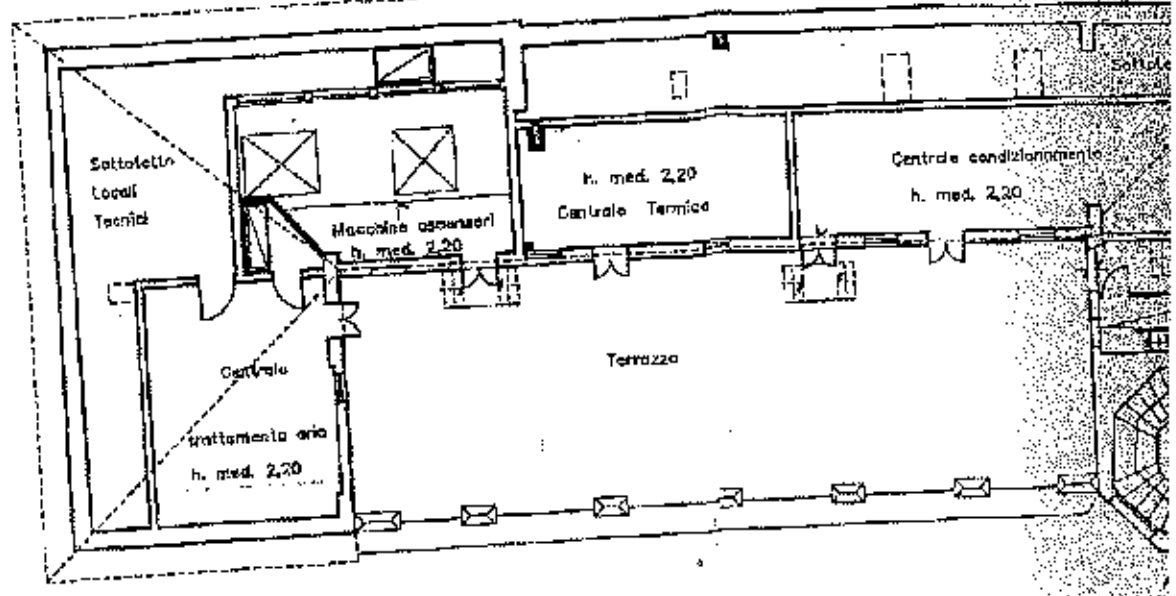 Sottotetto
Locali
Tecnici
Macchine ascensori
h. med. 2,20
h. med. 2,20
Centrale Termica
Centrale condizionamento
h. med. 2,20
Terrazzo
Centrale
trattamento aria
h. med. 2,20